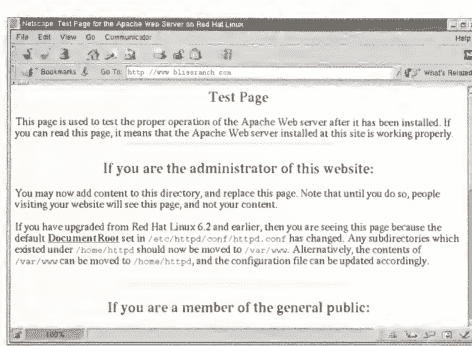 Netscape: Test Page for the Apache Web Server on Red Hat Linux
File Edit View Go Communicator Help
Bookmarks Go To: http://www.blissranch.com What's Related
Test Page
This page is used to test the proper operation of the Apache Web server after it has been installed. If
you can read this page, it means that the Apache Web server installed at this site is working properly.
If you are the administrator of this website:
You may now add content to this directory, and replace this page. Note that until you do so, people
visiting your website will see this page, and not your content.
If you have upgraded from Red Hat Linux 6.2 and earlier, then you are seeing this page because the
default DocumentRoot set in /etc/httpd/conf/httpd.conf has changed. Any subdirectories which
existed under /home/httpd should now be moved to /var/www. Alternatively, the contents of
/var/www can be moved to /home/httpd, and the configuration file can be updated accordingly.
If you are a member of the general public:
100%